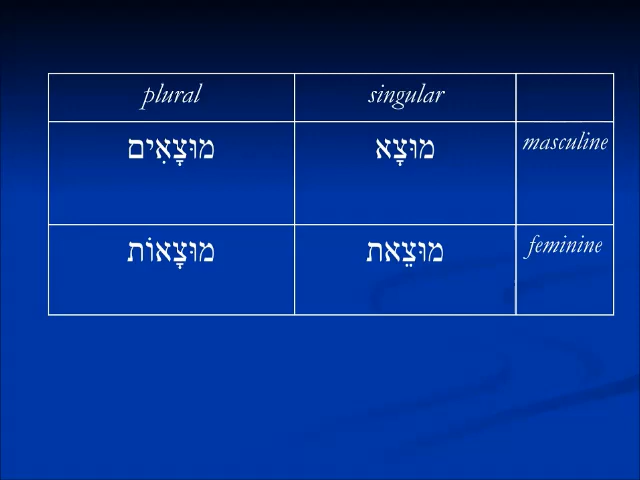 plural singular
מוּצָאִים מוּצָא masculine
מוּצָאוֹת מוּצֵאת feminine